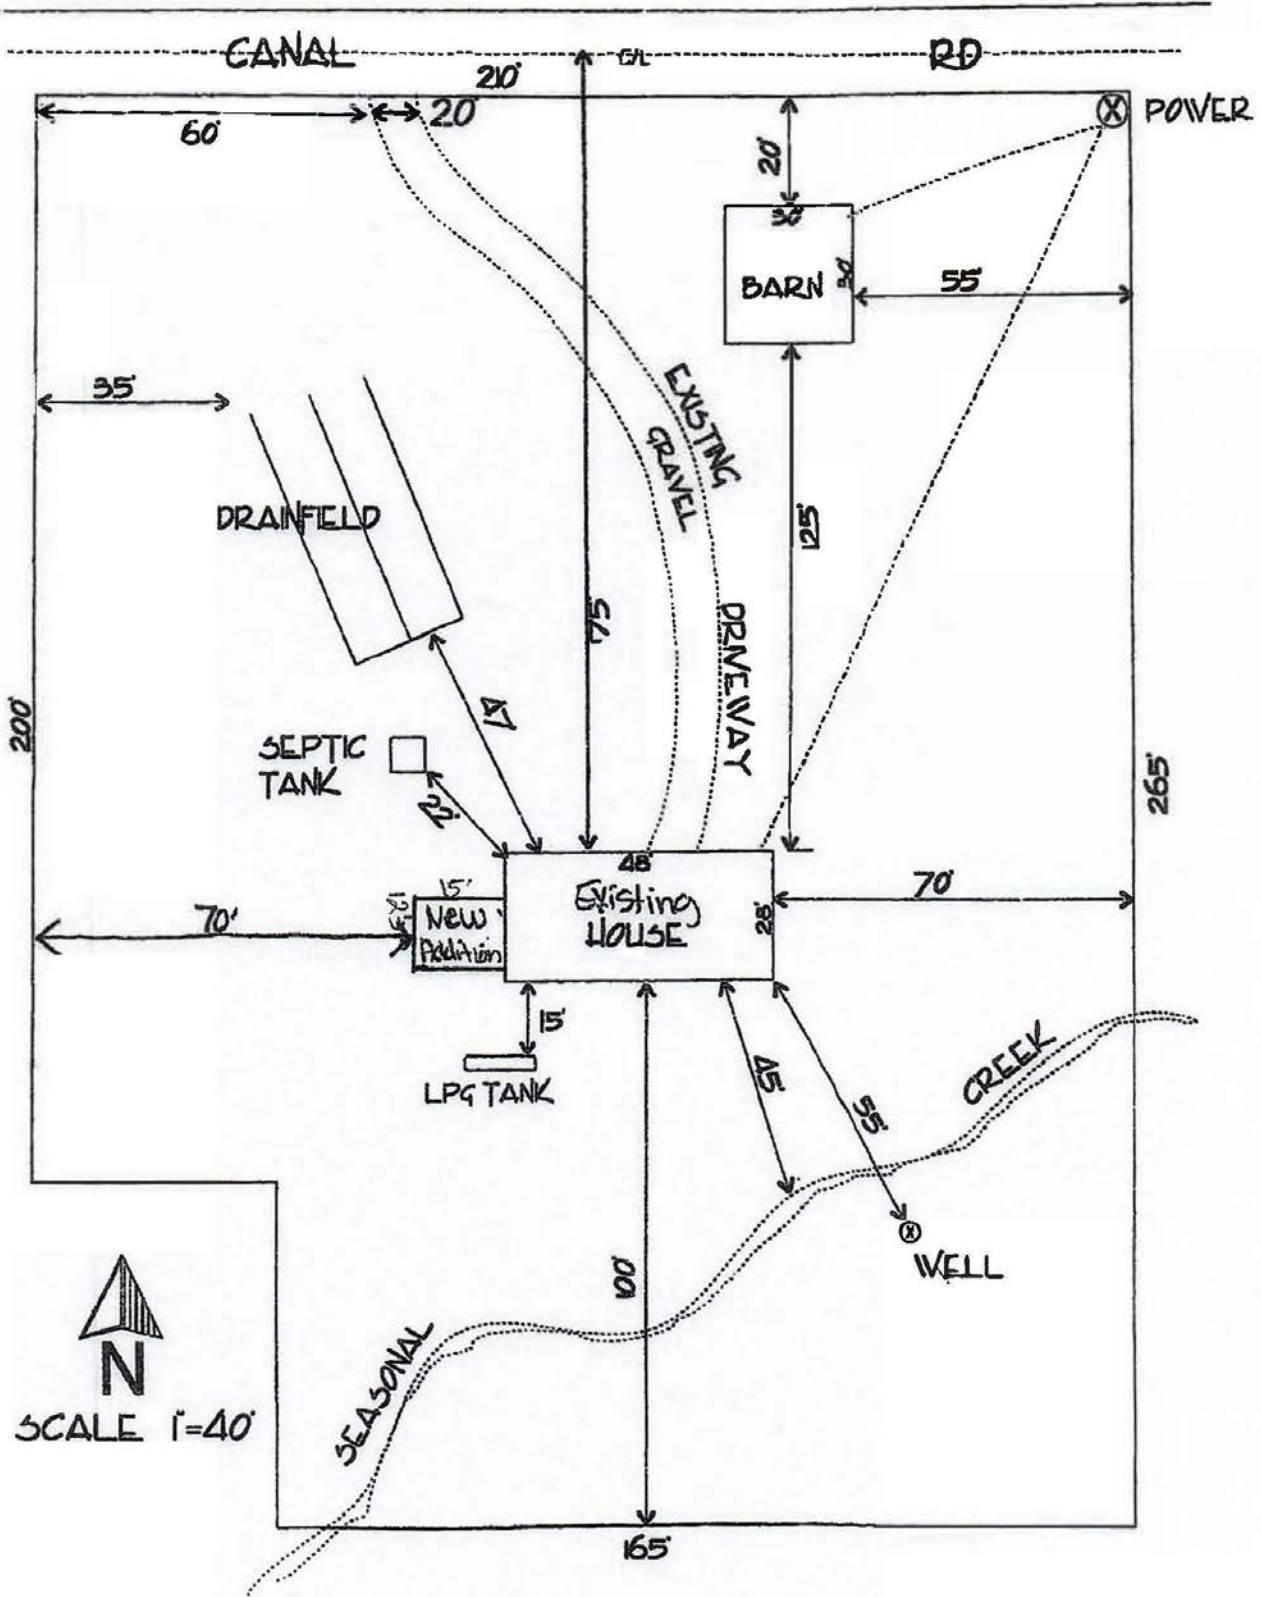 CANAL RD
C/L
210'
POWER
60'
20'
20'
30'
BARN
30'
55'
35'
EXISTING
GRAVEL
DRIVEWAY
DRAINFIELD
125'
175
47
200'
SEPTIC
TANK
22'
265'
48'
15'
70'
New
Addition
Existing
HOUSE
28'
70'
15'
LPG TANK
45'
55'
CREEK
WELL
100'
SEASONAL
N
SCALE 1"=40'
165'